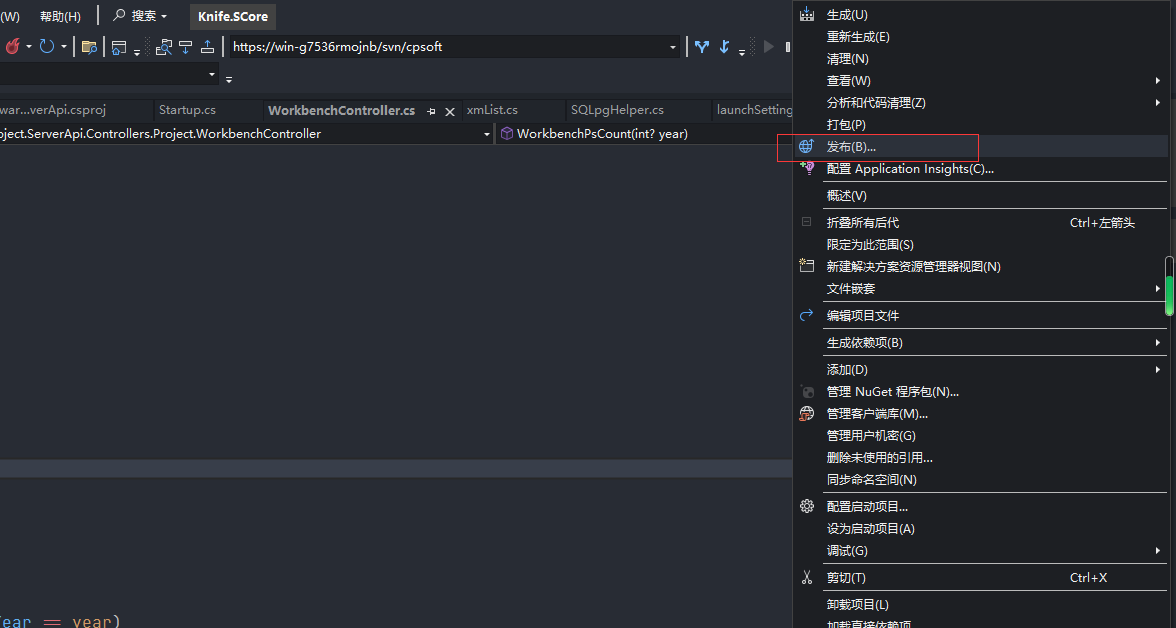 (W) 帮助(H) 搜索 Knife.SCore
https://win-g7536rmojnb/svn/cpsoft
war...verApi.csproj Startup.cs WorkbenchController.cs xmList.cs SQLpgHelper.cs launchSetting
oject.ServerApi.Controllers.Project.WorkbenchController WorkbenchPsCount(int? year)
ear == year)
生成(U)
重新生成(E)
清理(N)
查看(W)
分析和代码清理(Z)
打包(P)
发布(B)...
配置 Application Insights(C)...
概述(V)
折叠所有后代 Ctrl+左箭头
限定为此范围(S)
新建解决方案资源管理器视图(N)
文件嵌套
编辑项目文件
生成依赖项(B)
添加(D)
管理 NuGet 程序包(N)...
管理客户端库(M)...
管理用户机密(G)
删除未使用的引用...
同步命名空间(N)
配置启动项目...
设为启动项目(A)
调试(G)
剪切(T) Ctrl+X
卸载项目(L)
加载直接依赖项